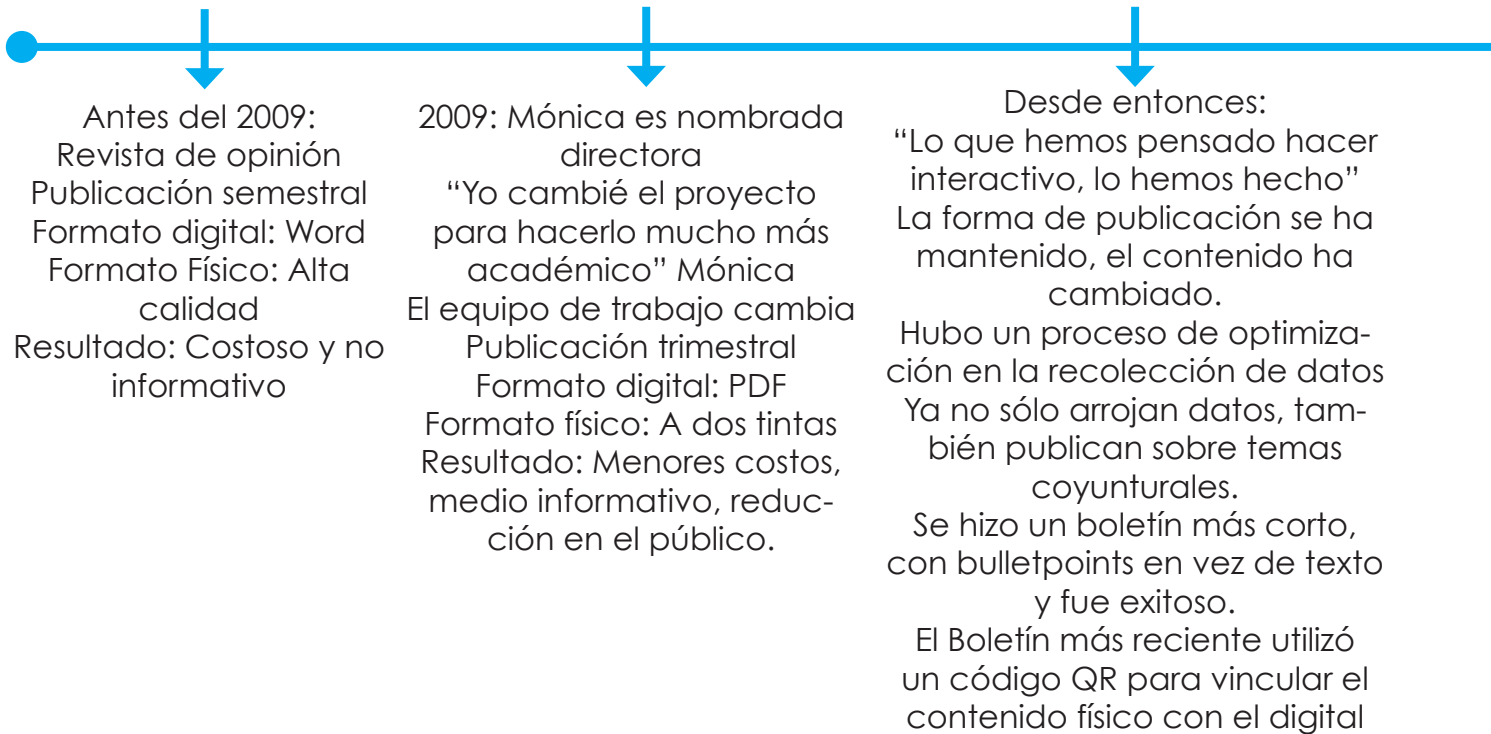 Antes del 2009:
Revista de opinión
Publicación semestral
Formato digital: Word
Formato Físico: Alta
calidad
Resultado: Costoso y no
informativo
2009: Mónica es nombrada
directora
“Yo cambié el proyecto
para hacerlo mucho más
académico” Mónica
El equipo de trabajo cambia
Publicación trimestral
Formato digital: PDF
Formato físico: A dos tintas
Resultado: Menores costos,
medio informativo, reduc-
ción en el público.
Desde entonces:
“Lo que hemos pensado hacer
interactivo, lo hemos hecho”
La forma de publicación se ha
mantenido, el contenido ha
cambiado.
Hubo un proceso de optimiza-
ción en la recolección de datos
Ya no sólo arrojan datos, tam-
bién publican sobre temas
coyunturales.
Se hizo un boletín más corto,
con bulletpoints en vez de texto
y fue exitoso.
El Boletín más reciente utilizó
un código QR para vincular el
contenido físico con el digital